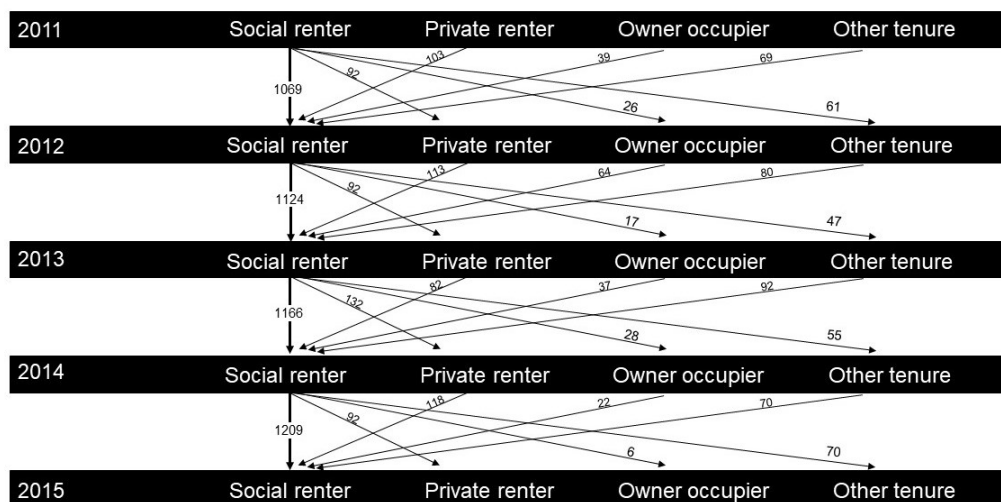 2011 Social renter Private renter Owner occupier Other tenure
103 39 69
92
1069 26 61
2012 Social renter Private renter Owner occupier Other tenure
113 64 80
92
1124 17 47
2013 Social renter Private renter Owner occupier Other tenure
82 37 92
132
1166 28 55
2014 Social renter Private renter Owner occupier Other tenure
118 22 70
92
1209 6 70
2015 Social renter Private renter Owner occupier Other tenure